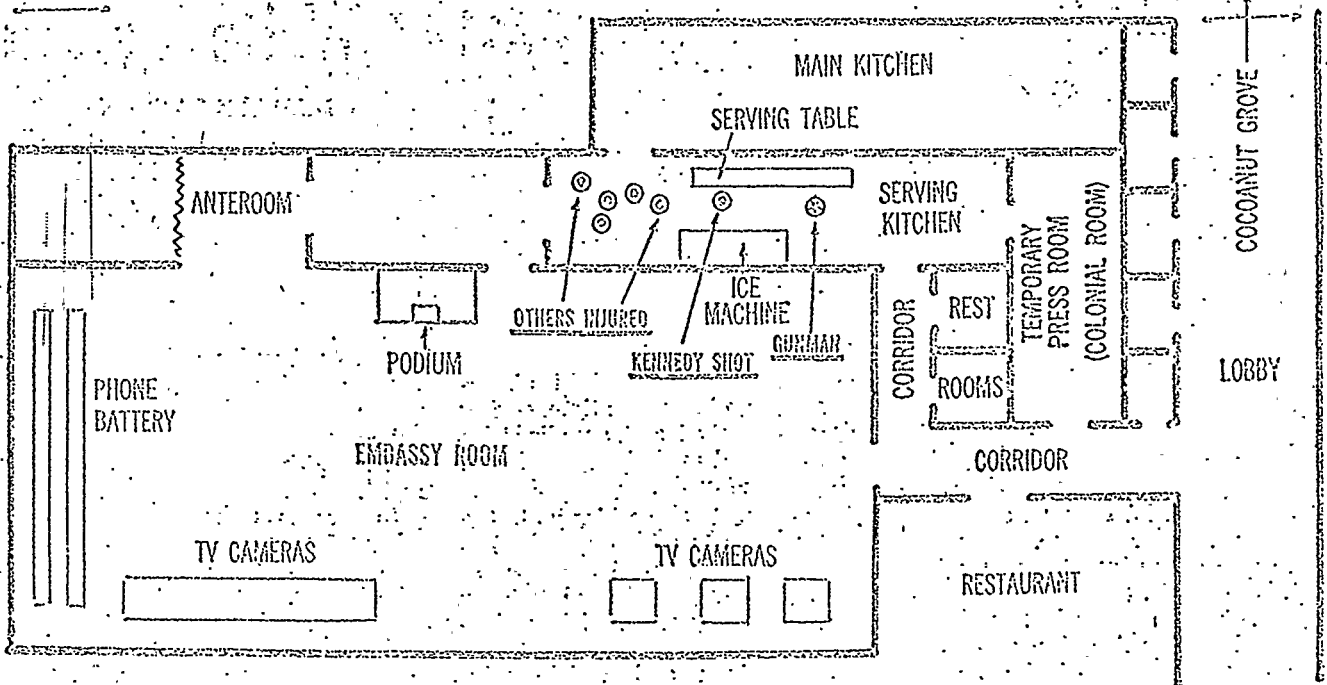 MAIN KITCHEN
SERVING TABLE
COCOANUT GROVE
ANTEROOM
SERVING
KITCHEN
TEMPORARY
PRESS ROOM
(COLONIAL ROOM)
OTHERS INJURED
ICE
MACHINE
KENNEDY SHOT
GUNMAN
CORRIDOR
REST
ROOMS
PODIUM
LOBBY
PHONE
BATTERY
EMBASSY ROOM
CORRIDOR
TV CAMERAS
TV CAMERAS
RESTAURANT